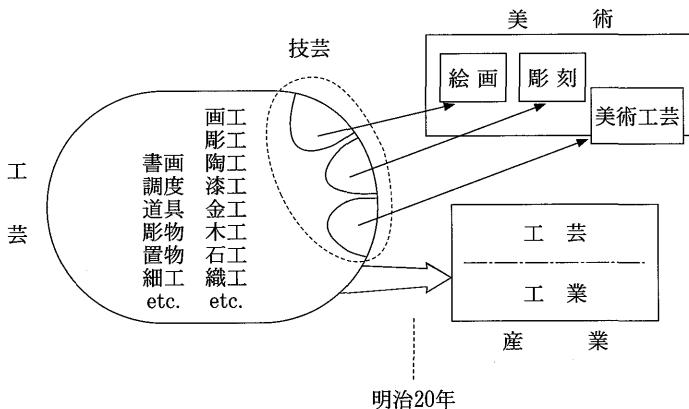 美術
技芸
絵画
彫刻
美術工芸
工芸
画工
彫工
書画 陶工
調度 漆工
道具 金工
彫物 木工
置物 石工
細工 織工
etc. etc.
工芸
工業
産業
明治20年